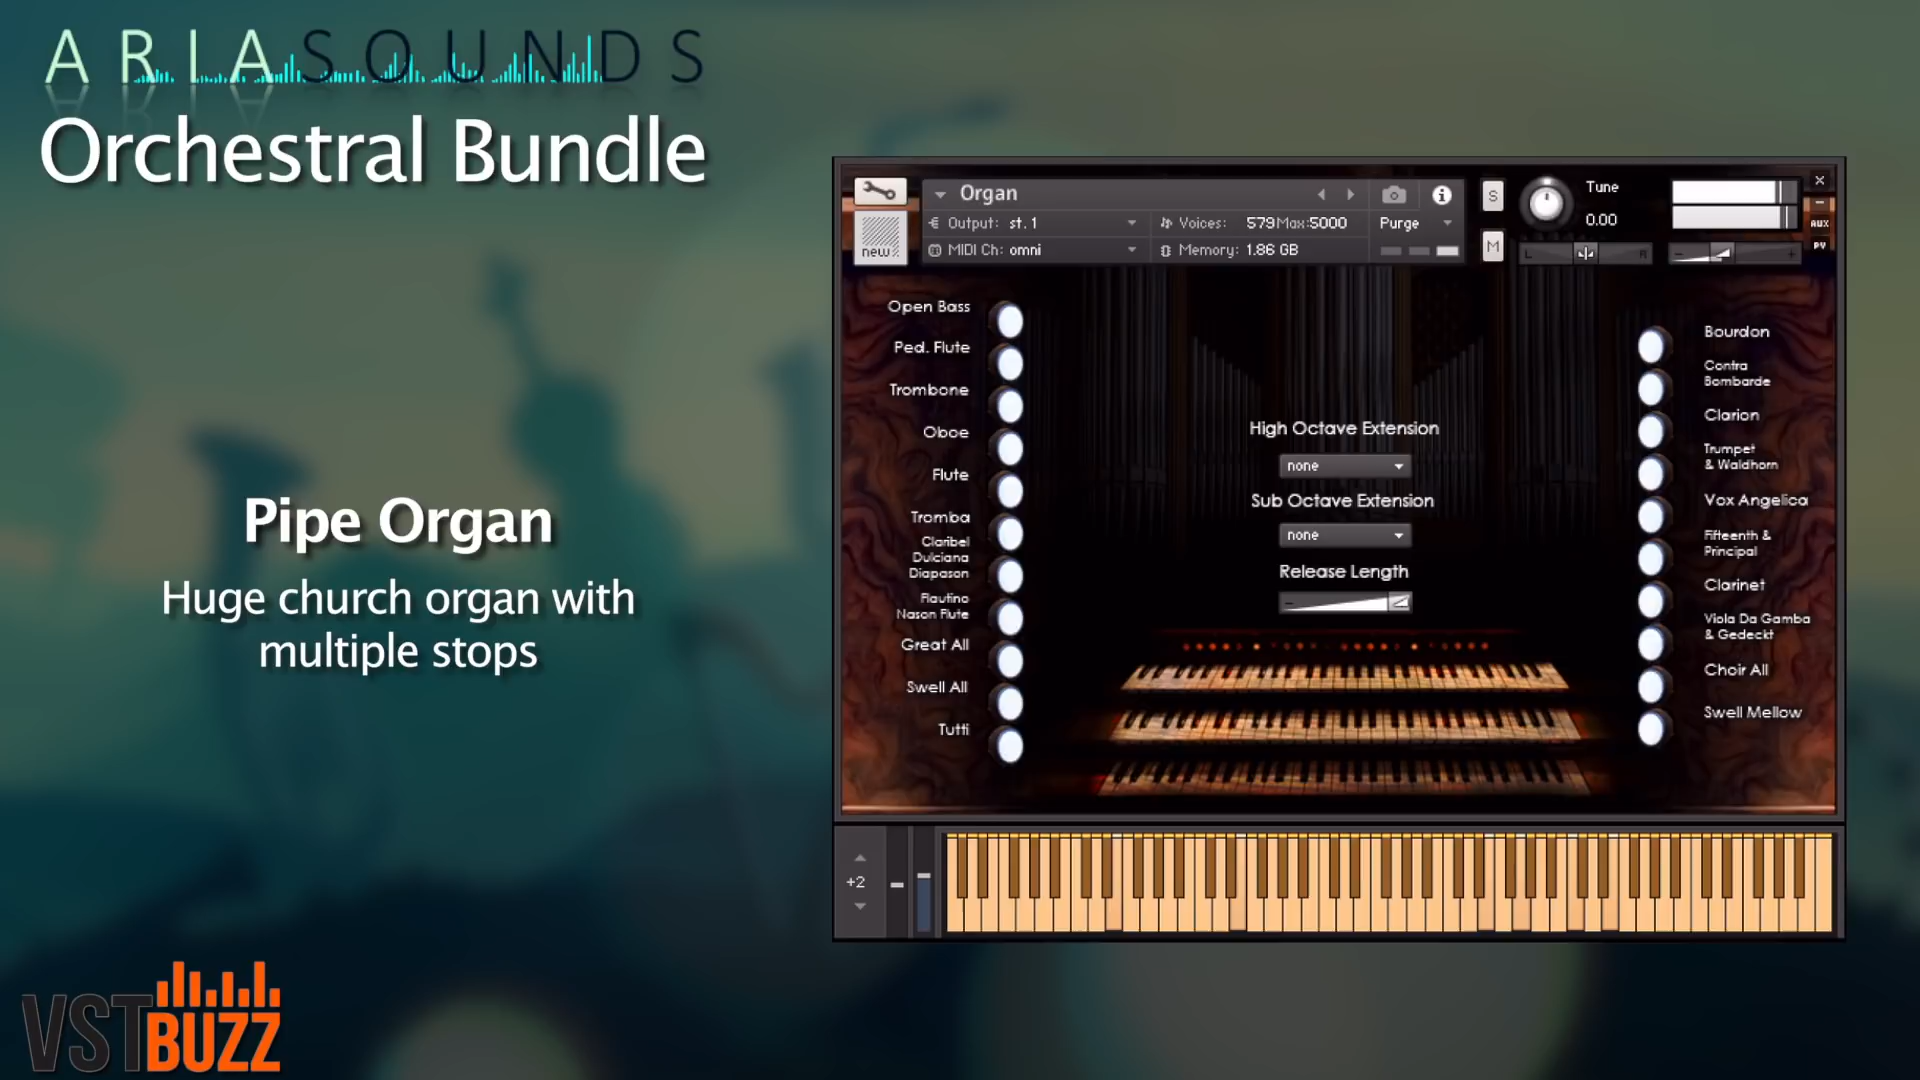 ARIASOUNDS
Orchestral Bundle
Pipe Organ
Huge church organ with
multiple stops
VSTBUZZ
Organ
Output: st. 1
Voices: 579 Max: 5000
Purge
new
MIDI Ch: omni
Memory: 1.86 GB
S
M
Tune
0.00
L
R
AUX
PV
Open Bass
Ped. Flute
Trombone
Oboe
Flute
Tromba
Claribel
Dulciana
Diapason
Flautino
Nason Flute
Great All
Swell All
Tutti
High Octave Extension
none
Sub Octave Extension
none
Release Length
Bourdon
Contra
Bombarde
Clarion
Trumpet
& Waldhorn
Vox Angelica
Fifteenth &
Principal
Clarinet
Viola Da Gamba
& Gedeckt
Choir All
Swell Mellow
+2